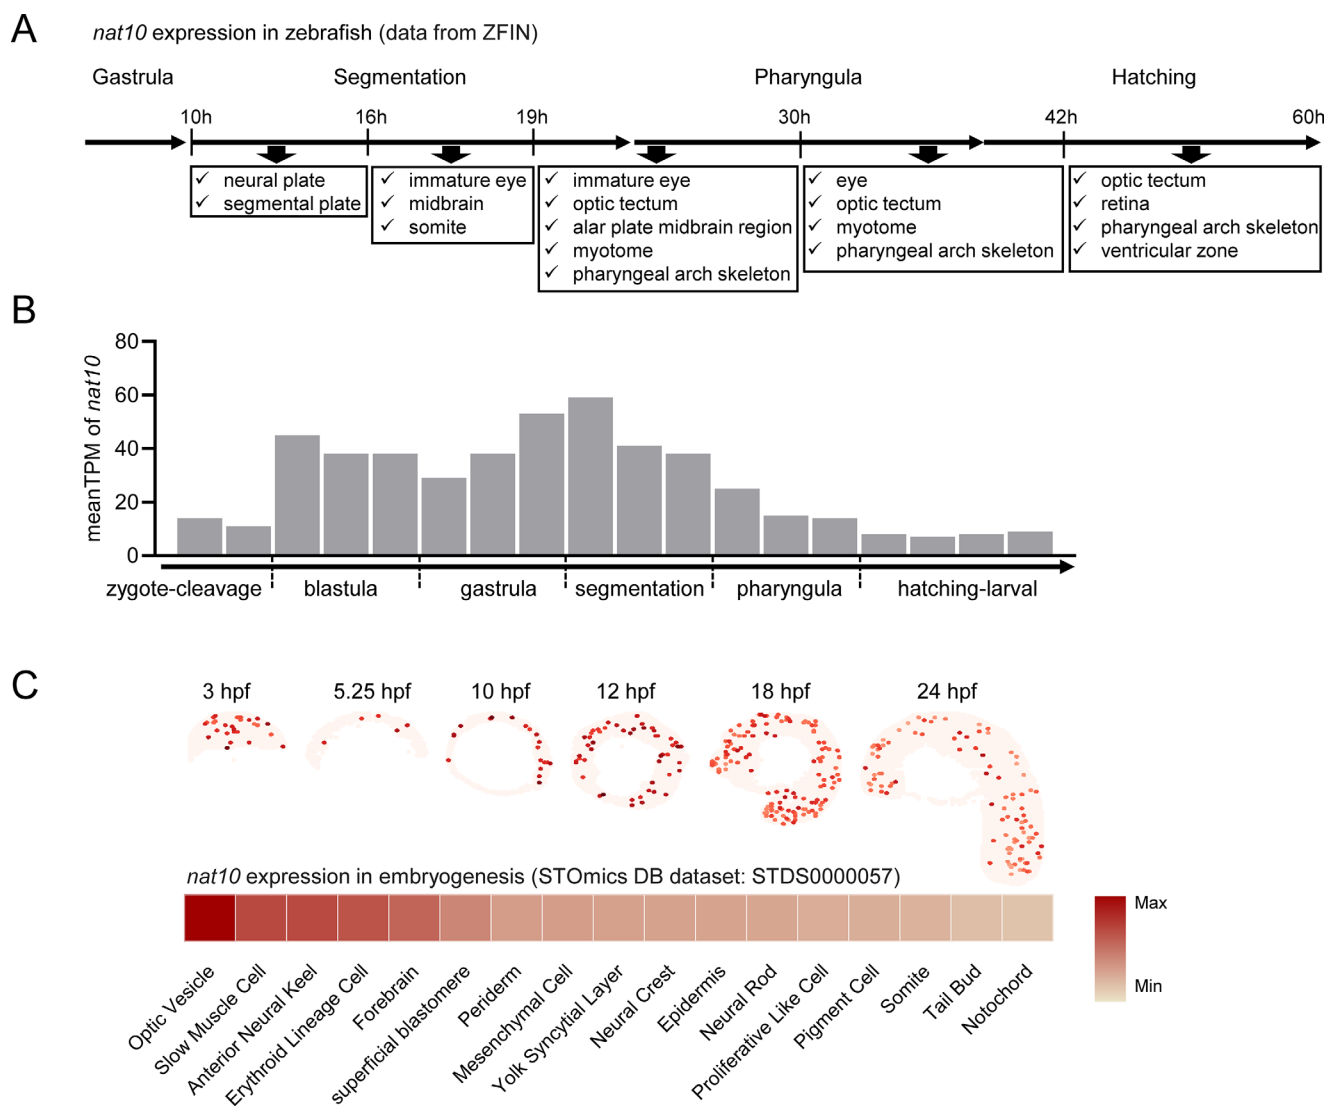 A
nat10 expression in zebrafish (data from ZFIN)
Gastrula Segmentation Pharyngula Hatching
10h 16h 19h 30h 42h 60h
✓ neural plate
✓ segmental plate
✓ immature eye
✓ midbrain
✓ somite
✓ immature eye
✓ optic tectum
✓ alar plate midbrain region
✓ myotome
✓ pharyngeal arch skeleton
✓ eye
✓ optic tectum
✓ myotome
✓ pharyngeal arch skeleton
✓ optic tectum
✓ retina
✓ pharyngeal arch skeleton
✓ ventricular zone
B
meanTPM of nat10
80
60
40
20
0
zygote-cleavage blastula gastrula segmentation pharyngula hatching-larval
C
3 hpf 5.25 hpf 10 hpf 12 hpf 18 hpf 24 hpf
nat10 expression in embryogenesis (STOmics DB dataset: STDS0000057)
Max
Min
Optic Vesicle
Slow Muscle Cell
Anterior Neural Keel
Erythroid Lineage Cell
Forebrain
superficial blastomere
Periderm
Mesenchymal Cell
Yolk Syncytial Layer
Neural Crest
Epidermis
Neural Rod
Proliferative Like Cell
Pigment Cell
Somite
Tail Bud
Notochord